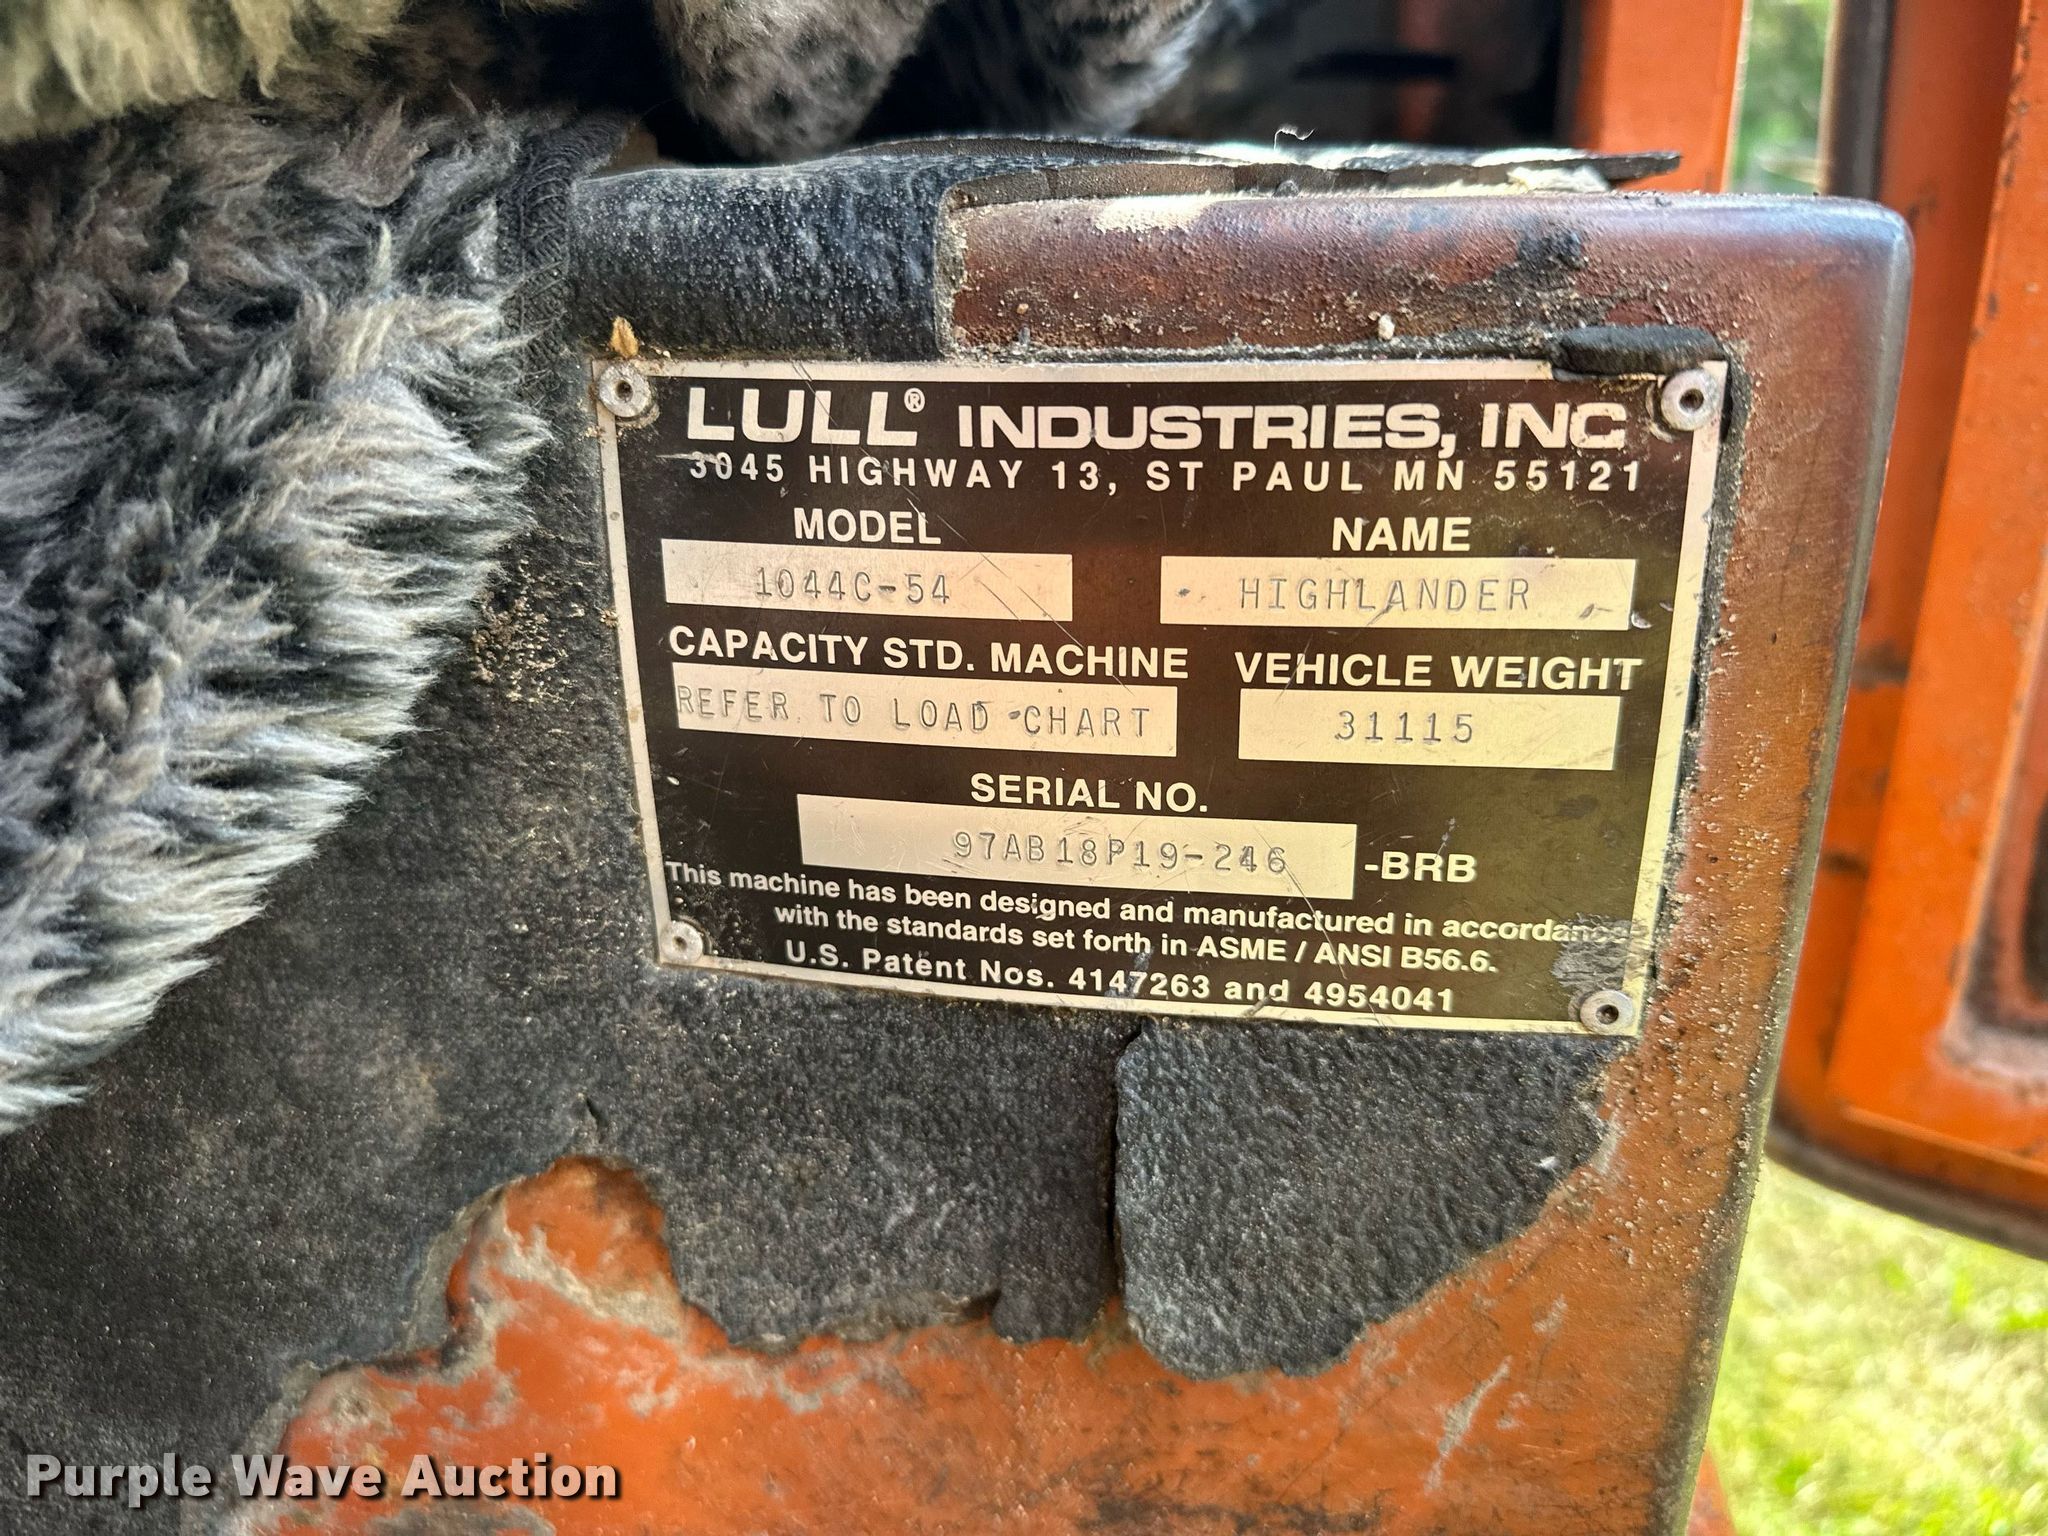 LULL® INDUSTRIES, INC
3045 HIGHWAY 13, ST PAUL MN 55121
MODEL NAME
1044C-54 HIGHLANDER
CAPACITY STD. MACHINE VEHICLE WEIGHT
REFER TO LOAD CHART 31115
SERIAL NO.
97AB18P19-246 -BRB
This machine has been designed and manufactured in accordance
with the standards set forth in ASME / ANSI B56.6.
U.S. Patent Nos. 4147263 and 4954041
Purple Wave Auction